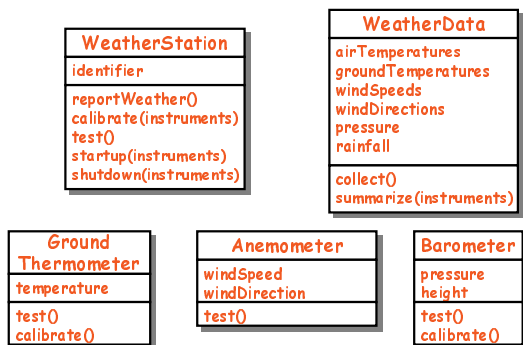 WeatherStation
identifier
reportWeather()
calibrate(instruments)
test()
startup(instruments)
shutdown(instruments)
WeatherData
airTemperatures
groundTemperatures
windSpeeds
windDirections
pressure
rainfall
collect()
summarize(instruments)
Ground
Thermometer
temperature
test()
calibrate()
Anemometer
windSpeed
windDirection
test()
Barometer
pressure
height
test()
calibrate()